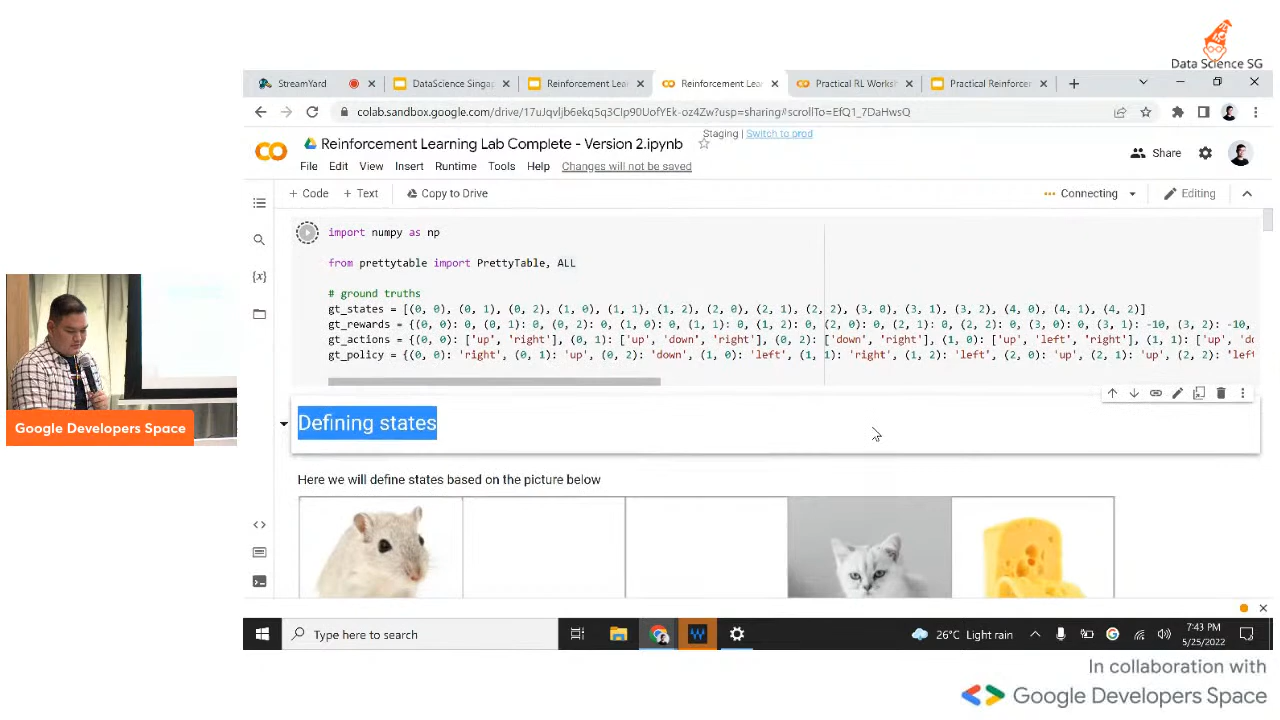 Data Science SG
StreamYard
DataScience Singap
Reinforcement Lea
Reinforcement Lea
Practical RL Worksh
Practical Reinforcer
colab.sandbox.google.com/drive/17uJqvljb6ekq5q3CIp90UofYEk-oz4Zw?usp=sharing#scrollTo=EfQ1_7DaHwsQ
Reinforcement Learning Lab Complete - Version 2.ipynb
Staging | Switch to prod
File Edit View Insert Runtime Tools Help Changes will not be saved
Share
+ Code + Text Copy to Drive
Connecting
Editing
import numpy as np
from prettytable import PrettyTable, ALL
# ground truths
gt_states = [(0, 0), (0, 1), (0, 2), (1, 0), (1, 1), (1, 2), (2, 0), (2, 1), (2, 2), (3, 0), (3, 1), (3, 2), (4, 0), (4, 1), (4, 2)]
gt_rewards = {(0, 0): 0, (0, 1): 0, (0, 2): 0, (1, 0): 0, (1, 1): 0, (1, 2): 0, (2, 0): 0, (2, 1): 0, (2, 2): 0, (3, 0): 0, (3, 1): -10, (3, 2): -10,
gt_actions = {(0, 0): ['up', 'right'], (0, 1): ['up', 'down', 'right'], (0, 2): ['down', 'right'], (1, 0): ['up', 'left', 'right'], (1, 1): ['up', 'do
gt_policy = {(0, 0): 'right', (0, 1): 'up', (0, 2): 'down', (1, 0): 'left', (1, 1): 'right', (1, 2): 'left', (2, 0): 'up', (2, 1): 'up', (2, 2): 'left
Defining states
Here we will define states based on the picture below
Google Developers Space
Type here to search
26°C Light rain
7:43 PM
5/25/2022
In collaboration with
Google Developers Space